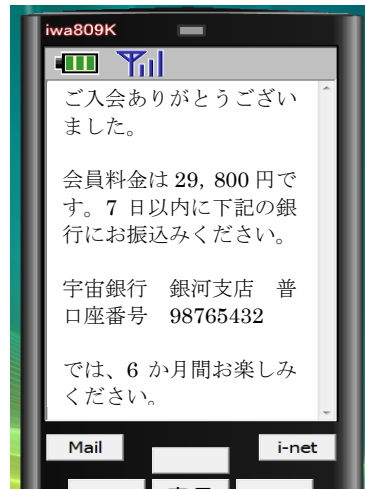 iwa809K
ご入会ありがとうござい
ました。
会員料金は 29, 800 円で
す。7 日以内に下記の銀
行にお振込みください。
宇宙銀行　銀河支店　普
口座番号　98765432
では、6 か月間お楽しみ
ください。
Mail
i-net